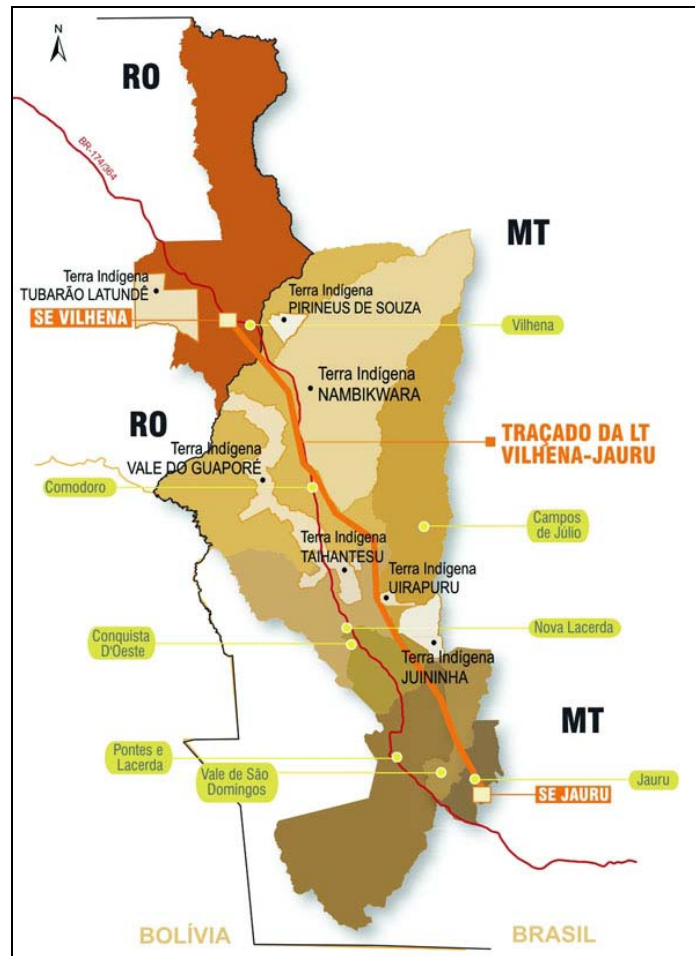 N
RO
BR-174/364
MT
Terra Indígena
TUBARÃO LATUNDÊ
Terra Indígena
PIRINEUS DE SOUZA
SE VILHENA
Vilhena
Terra Indígena
NAMBIKWARA
RO
TRAÇADO DA LT
VILHENA-JAURU
Terra Indígena
VALE DO GUAPORÉ
Comodoro
Campos
de Júlio
Terra Indígena
TAIHANTESU
Terra Indígena
UIRAPURU
Nova Lacerda
Conquista
D'Oeste
Terra Indígena
JUININHA
MT
Pontes e
Lacerda
Vale de São
Domingos
Jauru
SE JAURU
BOLÍVIA
BRASIL